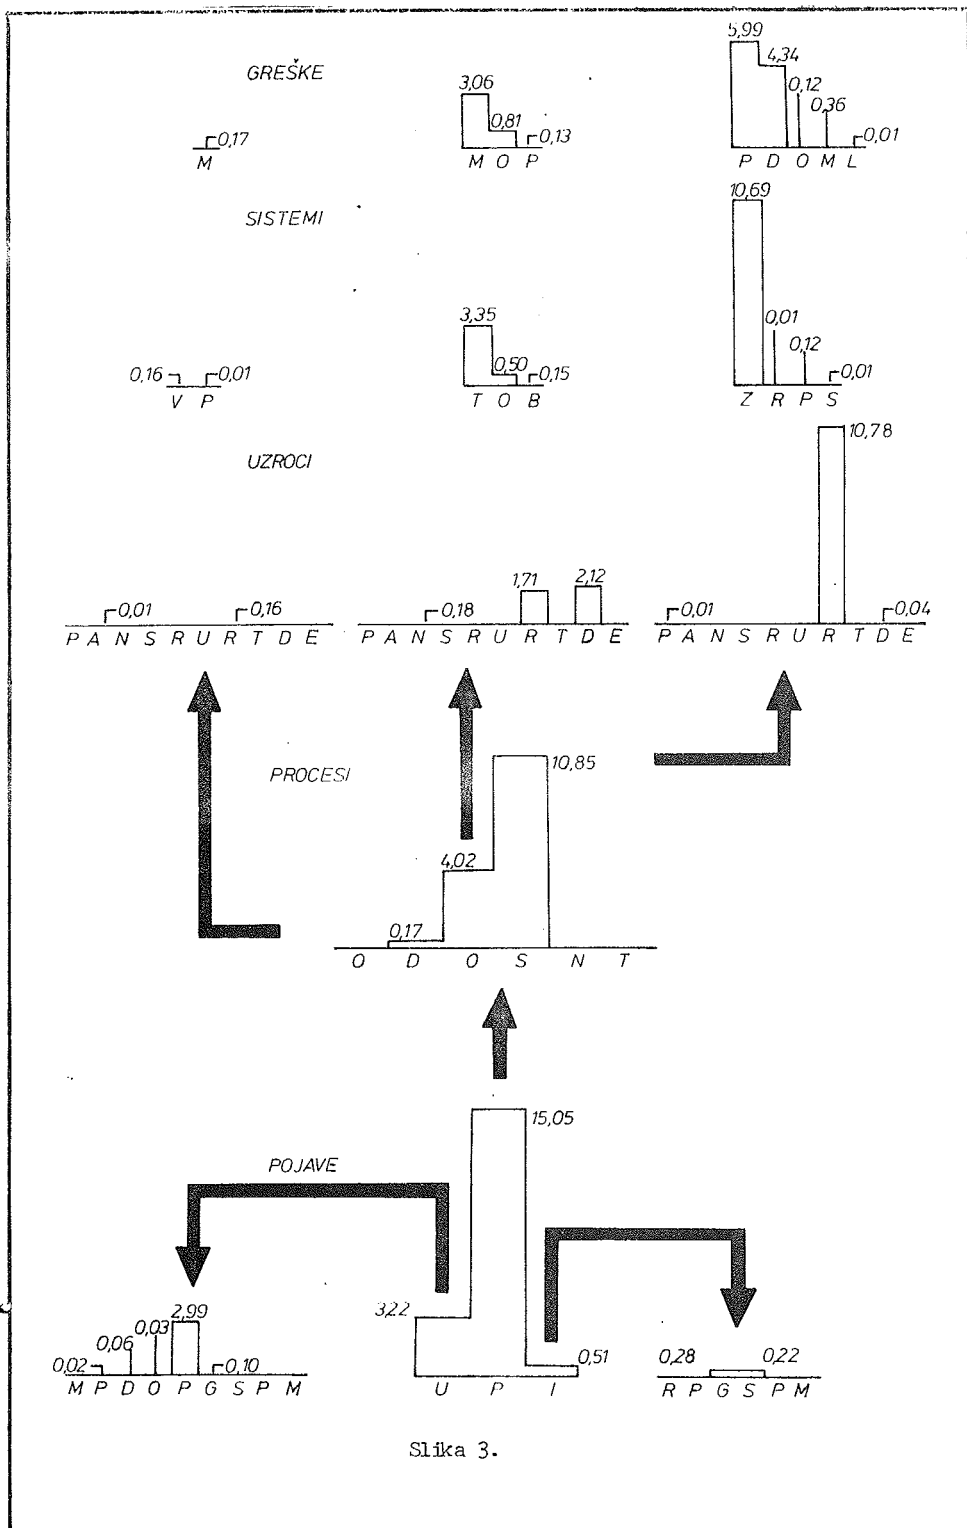 5,99
4,34
GREŠKE
3,06
0,12
0,36
0,81
0,17
0,13
0,01
M
M O P
P D O M L
10,69
SISTEMI
3,35
0,01
0,50
0,12
0,16
0,01
0,15
0,01
V P
T O B
Z R P S
10,78
UZROCI
1,71
2,12
0,01
0,16
0,18
0,01
0,04
P A N S R U R T D E
P A N S R U R T D E
P A N S R U R T D E
PROCESI
10,85
4,02
0,17
O D O S N T
15,05
POJAVE
3,22
2,99
0,03
0,06
0,02
0,10
0,51
0,28
0,22
M P D O P G S P M
U P I
R P G S P M
Slika 3.